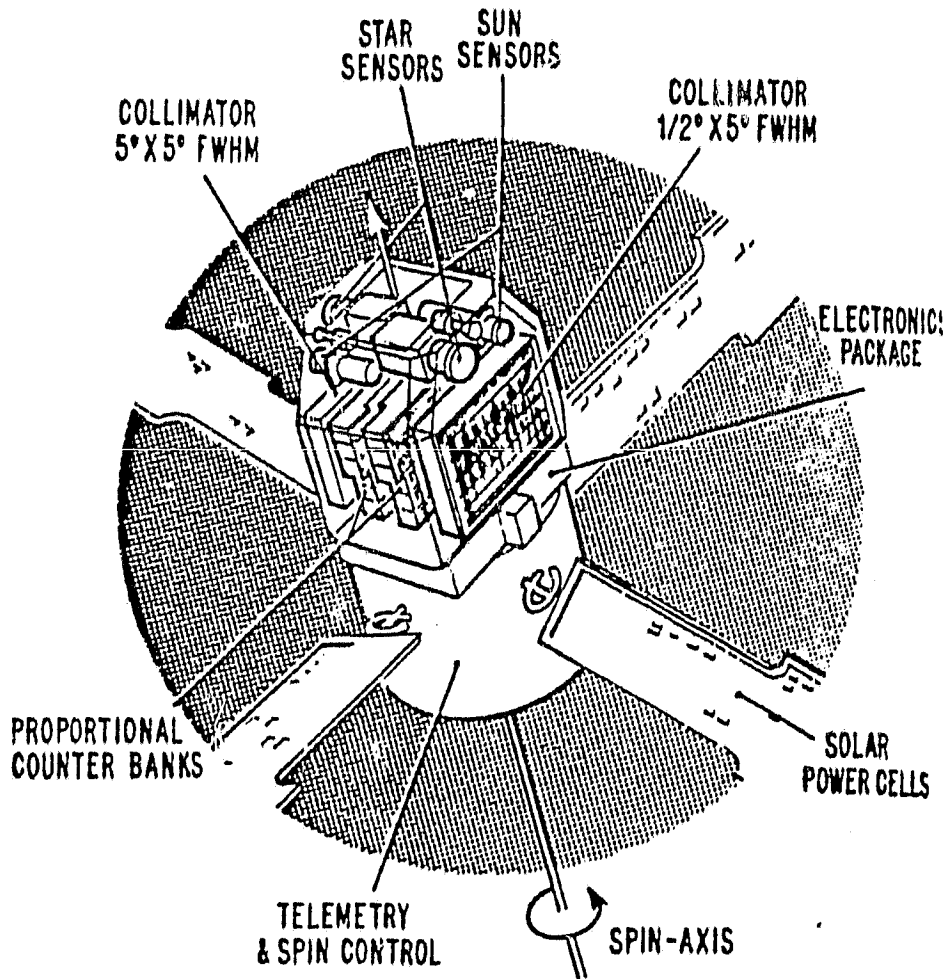 STAR
SENSORS
SUN
SENSORS
COLLIMATOR
5° X 5° FWHM
COLLIMATOR
1/2° X 5° FWHM
ELECTRONICS
PACKAGE
PROPORTIONAL
COUNTER BANKS
SOLAR
POWER CELLS
TELEMETRY
& SPIN CONTROL
SPIN-AXIS